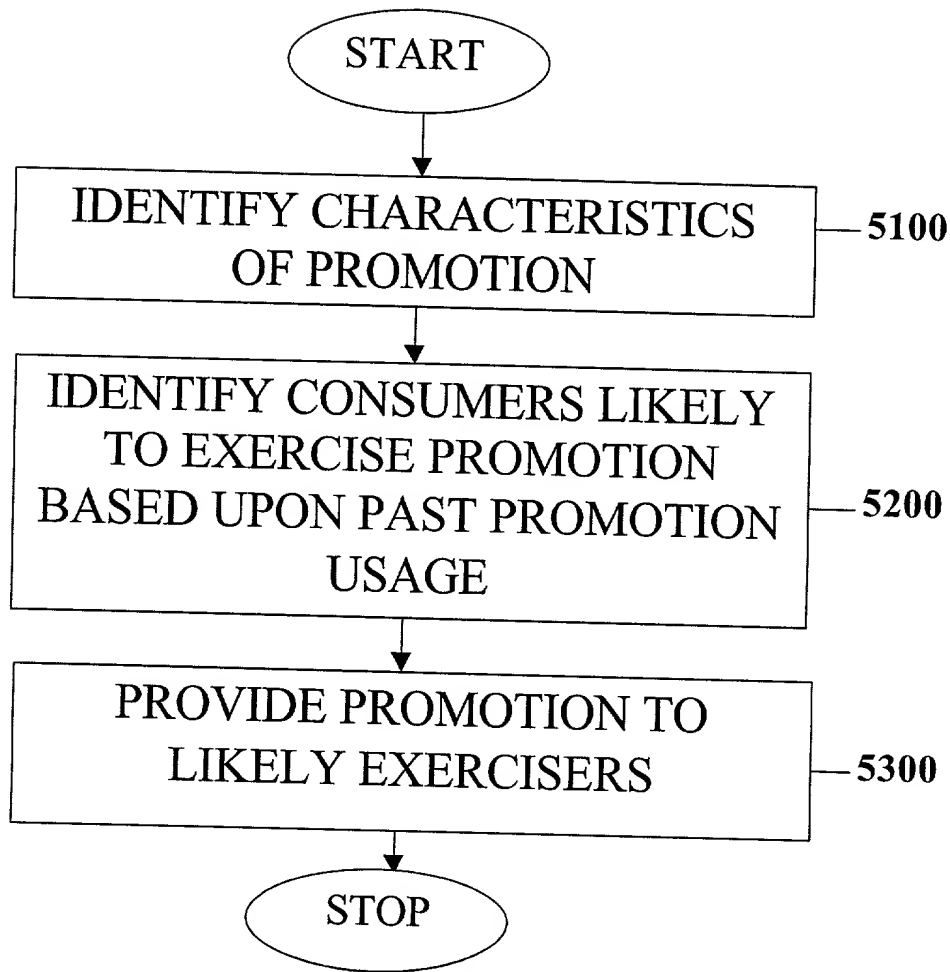 START
IDENTIFY CHARACTERISTICS
OF PROMOTION
5100
IDENTIFY CONSUMERS LIKELY
TO EXERCISE PROMOTION
BASED UPON PAST PROMOTION
USAGE
5200
PROVIDE PROMOTION TO
LIKELY EXERCISERS
5300
STOP